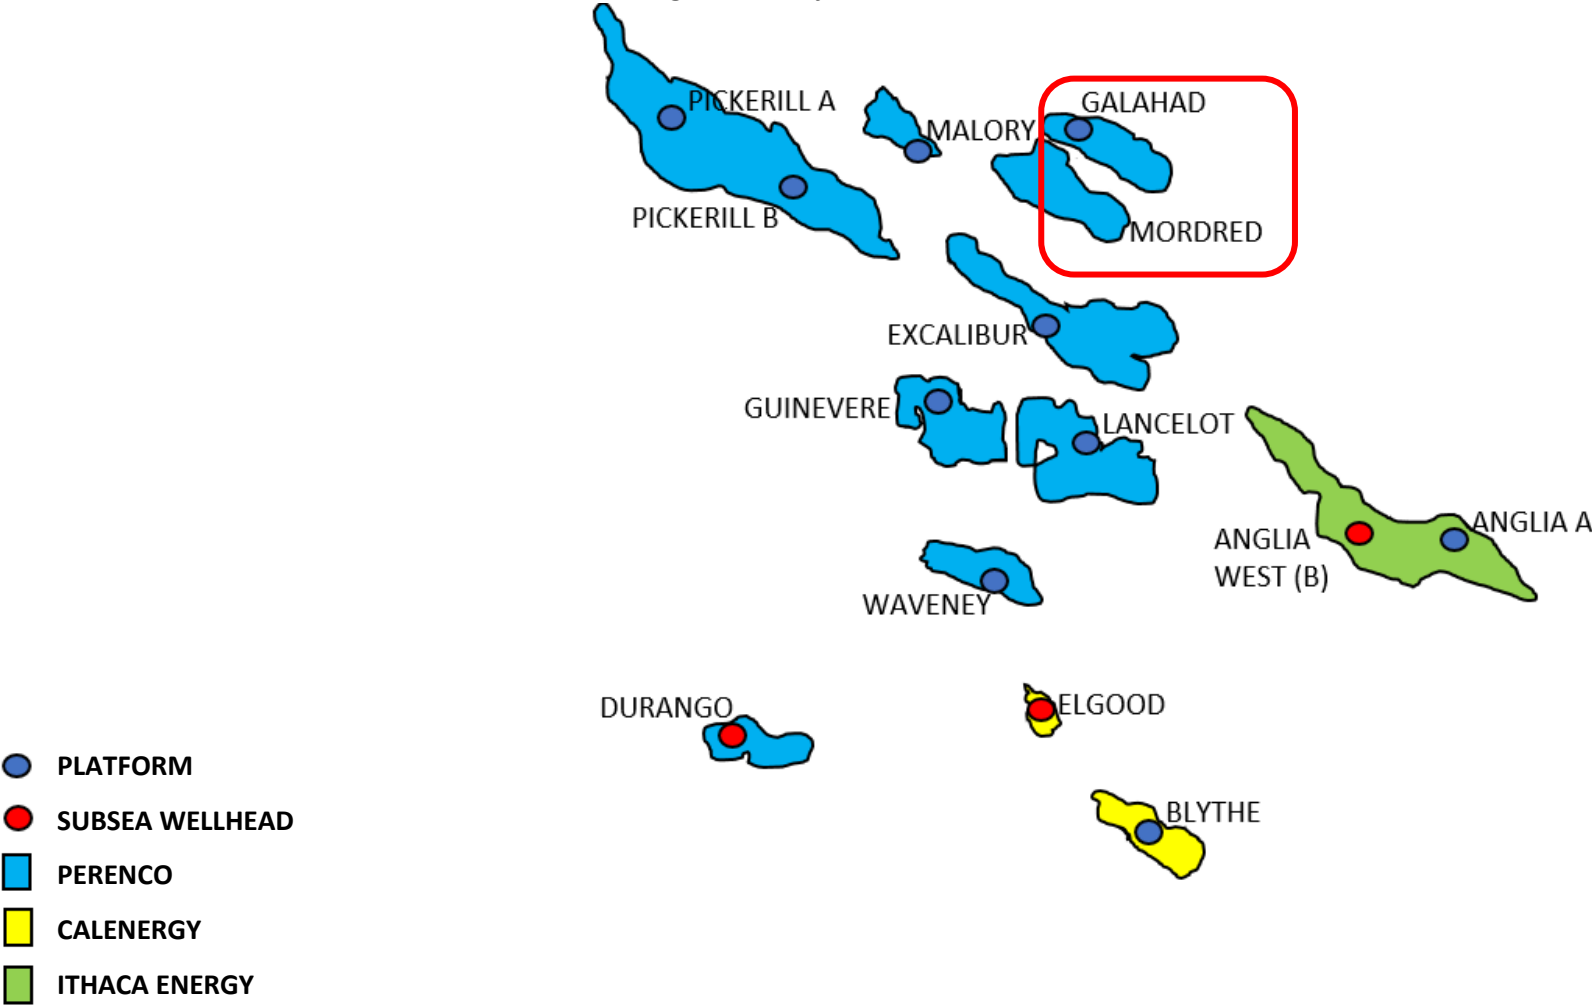 PICKERILL A
GALAHAD
MALORY
PICKERILL B
MORDRED
EXCALIBUR
GUINEVERE
LANCELOT
ANGLIA A
ANGLIA
WEST (B)
WAVENEY
DURANGO
ELGOOD
BLYTHE
PLATFORM
SUBSEA WELLHEAD
PERENCO
CALENERGY
ITHACA ENERGY